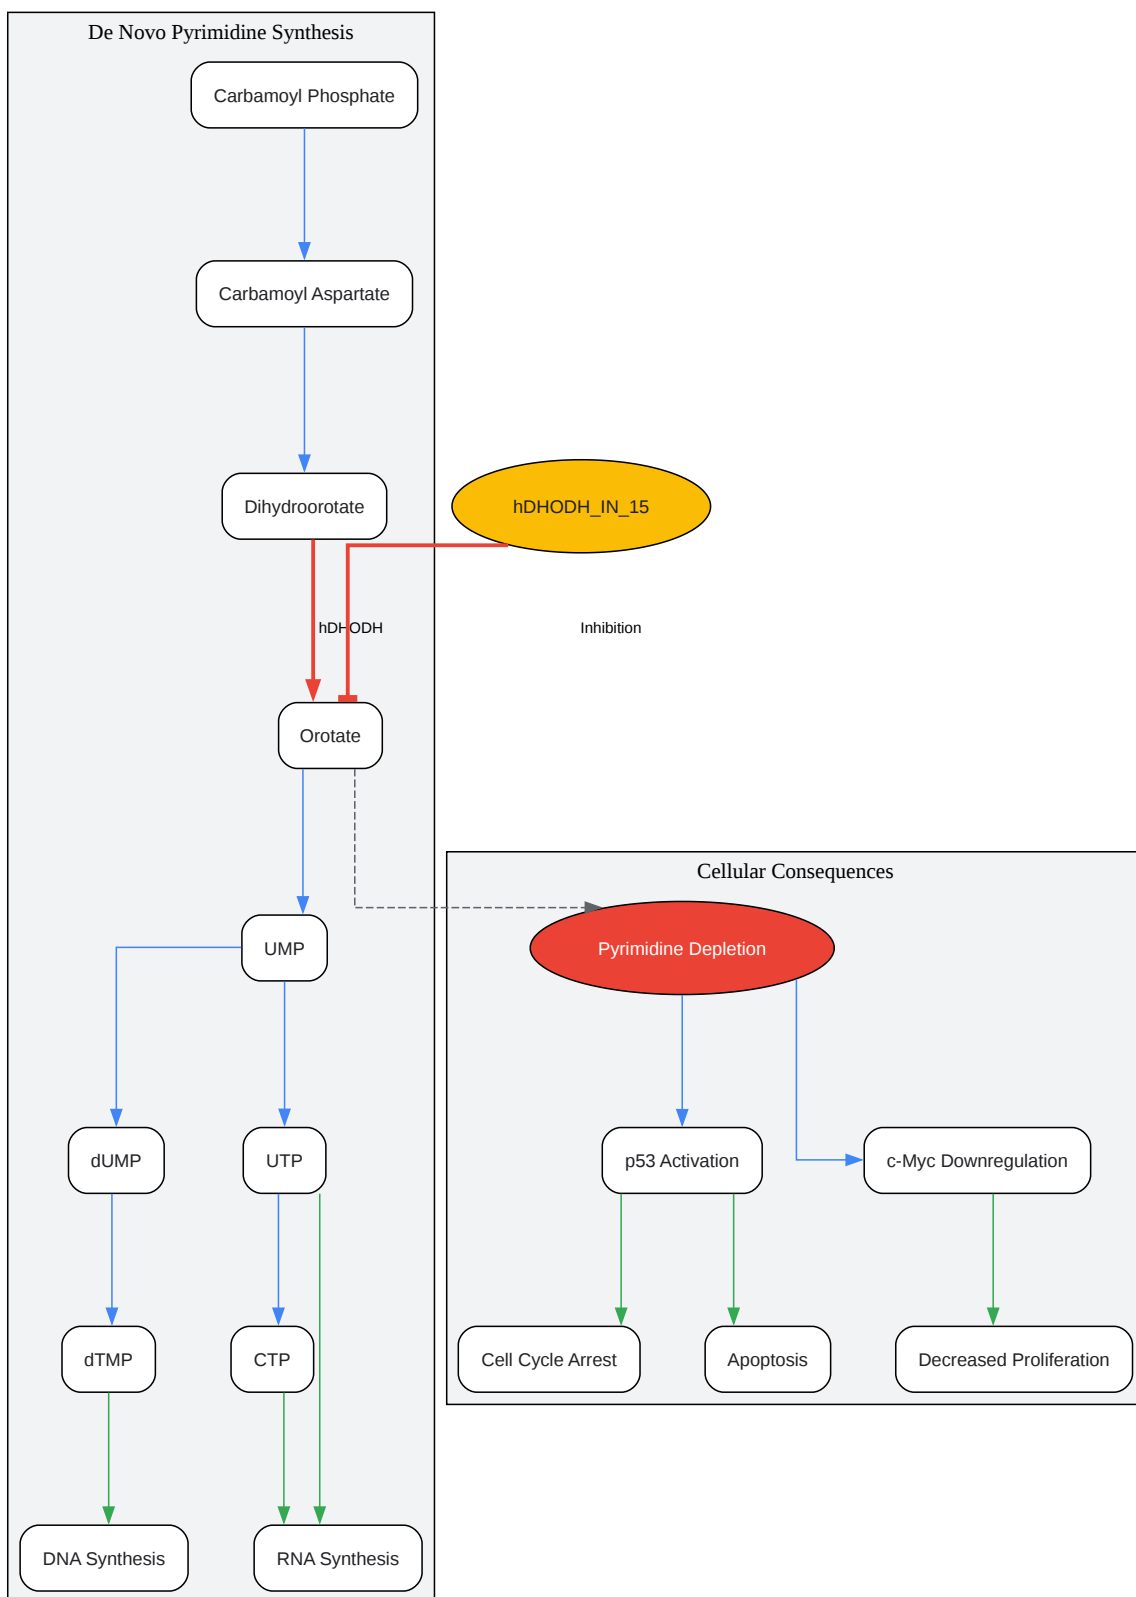 De Novo Pyrimidine Synthesis
Carbamoyl Phosphate
Carbamoyl Aspartate
Dihydroorotate
hDHODH_IN_15
hDHODH
Inhibition
Orotate
Cellular Consequences
UMP
Pyrimidine Depletion
dUMP
UTP
p53 Activation
c-Myc Downregulation
dTMP
CTP
Cell Cycle Arrest
Apoptosis
Decreased Proliferation
DNA Synthesis
RNA Synthesis